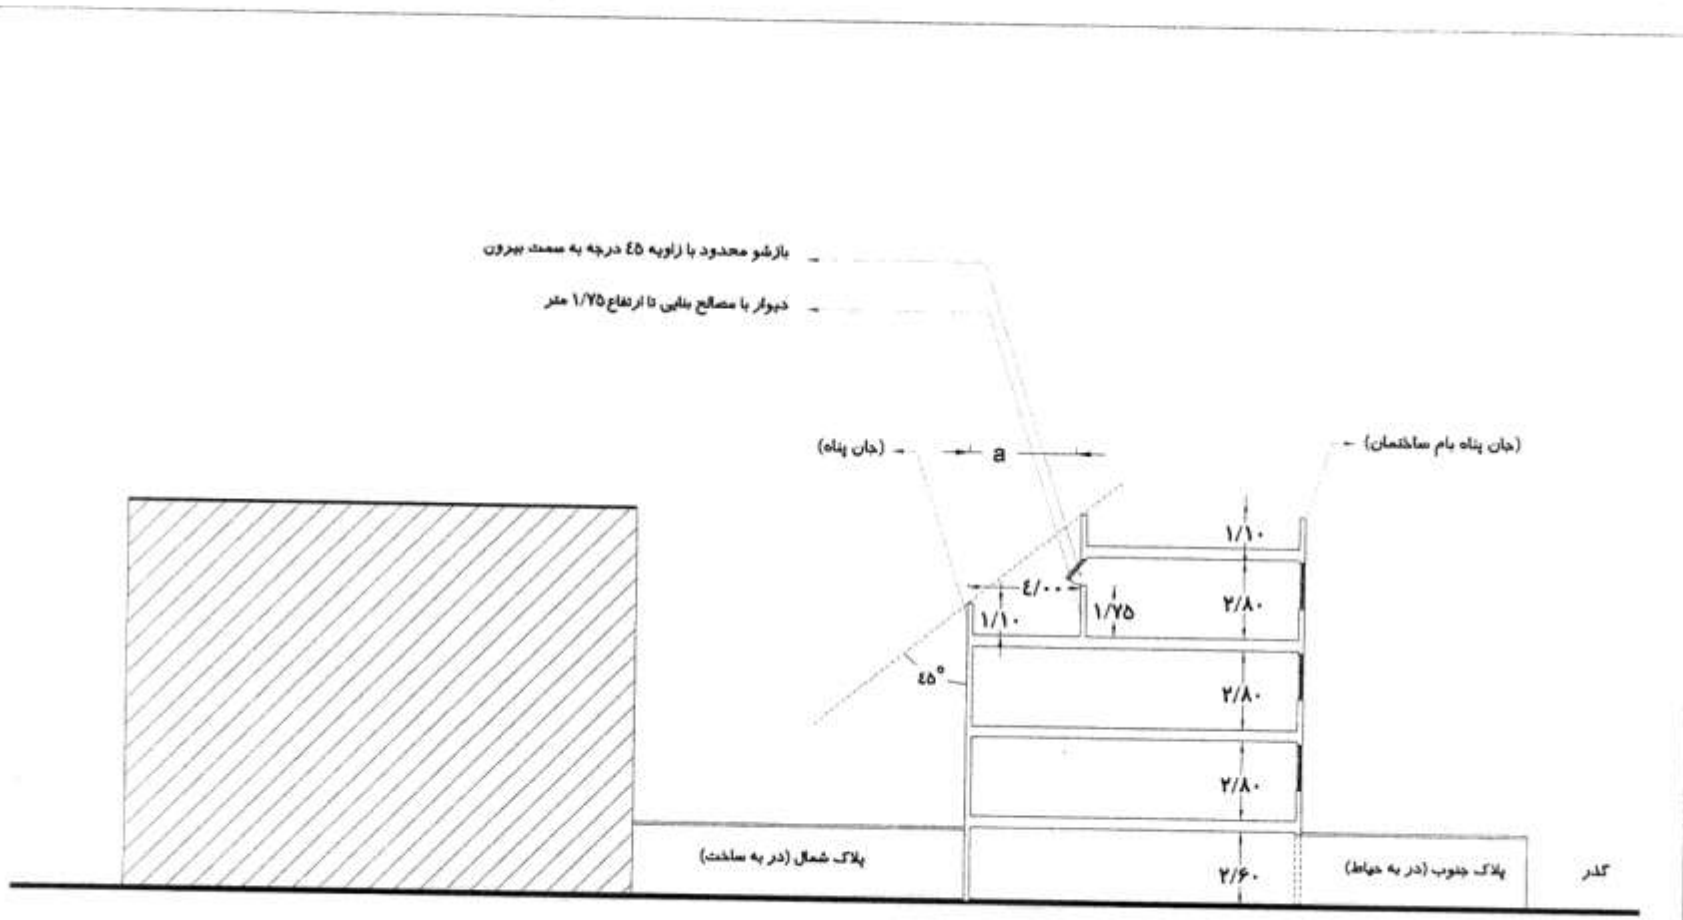 بازشو محدود با زاویه ٤٥ درجه به سمت بیرون
دیوار با مصالح بنایی تا ارتفاع ۱/۷۵ متر
(جان پناه)
a
(جان پناه بام ساختمان)
۱/۱۰
٤/۰۰
۱/۱۰
۱/۷۵
۲/۸۰
٤٥°
۲/۸۰
۲/۸۰
پلاک شمال (در به ساخت)
۲/۶۰
پلاک جنوب (در به حیاط)
گذر